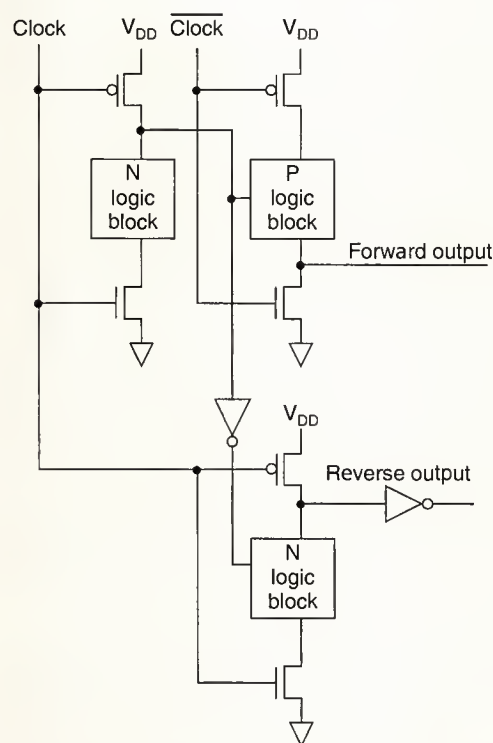 Clock
V_DD
Clock
V_DD
N
logic
block
P
logic
block
Forward output
V_DD
Reverse output
N
logic
block